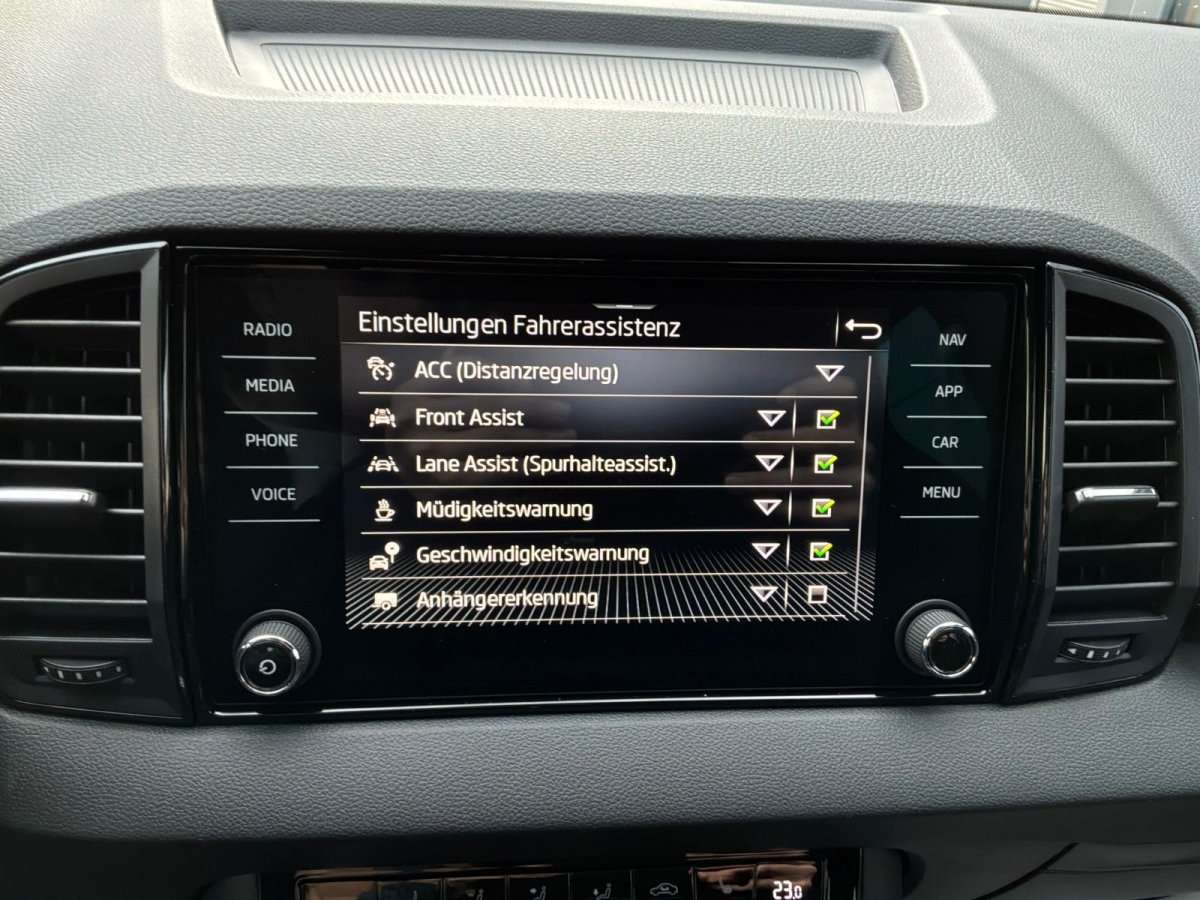 RADIO
MEDIA
PHONE
VOICE
Einstellungen Fahrerassistenz
ACC (Distanzregelung)
Front Assist
Lane Assist (Spurhalteassist.)
Müdigkeitswarnung
Geschwindigkeitswarnung
Anhängererkennung
NAV
APP
CAR
MENU
23.0